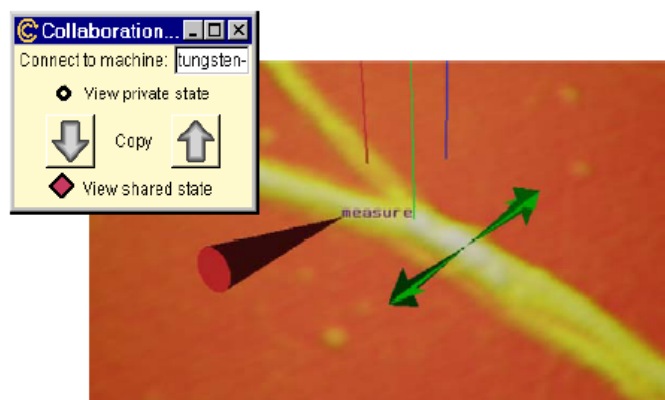 Collaboration...
Connect to machine: tungsten-
View private state
Copy
View shared state
measure